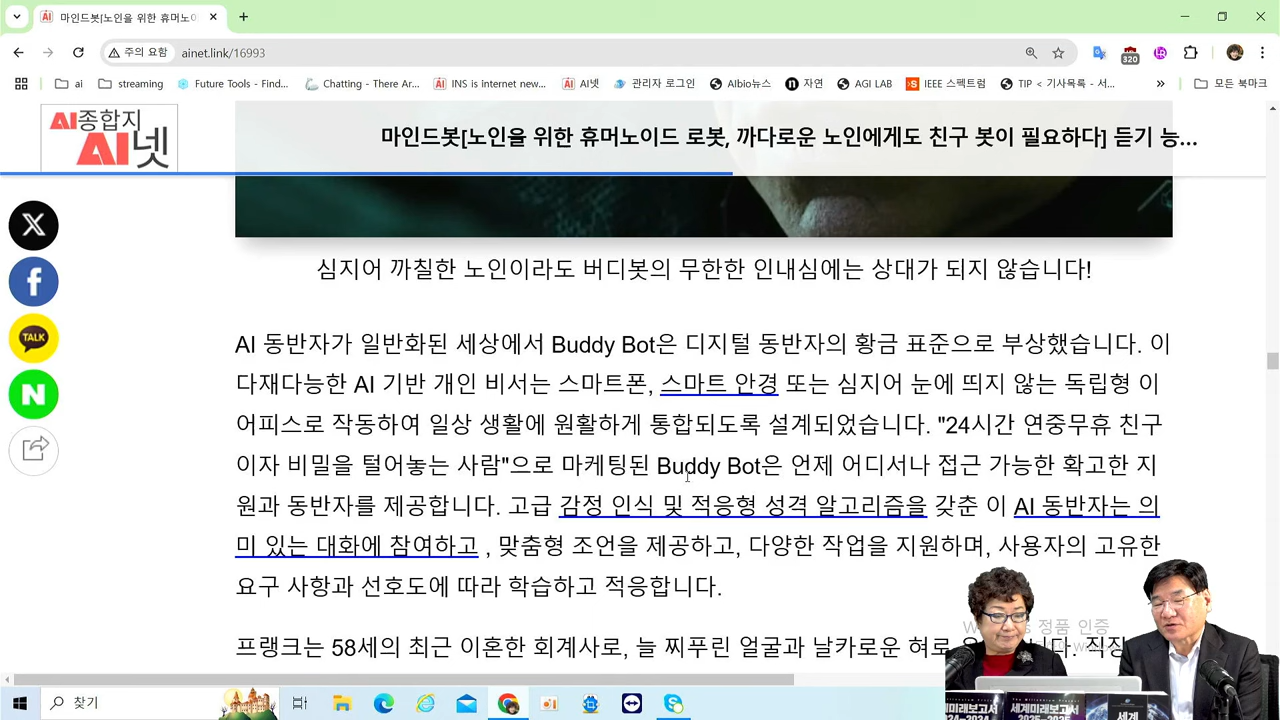 마인드봇[노인을 위한 휴머노이
주의 요함
ainet.link/16993
320
ai
streaming
Future Tools - Find...
Chatting - There Ar...
INS is internet new...
AI넷
관리자 로그인
AIbio뉴스
자연
AGI LAB
IEEE 스펙트럼
TIP < 기사목록 - 서...
모든 북마크
AI종합지
AI넷
마인드봇[노인을 위한 휴머노이드 로봇, 까다로운 노인에게도 친구 봇이 필요하다] 듣기 능...
TALK
N
심지어 까칠한 노인이라도 버디봇의 무한한 인내심에는 상대가 되지 않습니다!
AI 동반자가 일반화된 세상에서 Buddy Bot은 디지털 동반자의 황금 표준으로 부상했습니다. 이
다재다능한 AI 기반 개인 비서는 스마트폰, 스마트 안경 또는 심지어 눈에 띄지 않는 독립형 이
어피스로 작동하여 일상 생활에 원활하게 통합되도록 설계되었습니다. "24시간 연중무휴 친구
이자 비밀을 털어놓는 사람"으로 마케팅된 Buddy Bot은 언제 어디서나 접근 가능한 확고한 지
원과 동반자를 제공합니다. 고급 감정 인식 및 적응형 성격 알고리즘을 갖춘 이 AI 동반자는 의
미 있는 대화에 참여하고 , 맞춤형 조언을 제공하고, 다양한 작업을 지원하며, 사용자의 고유한
요구 사항과 선호도에 따라 학습하고 적응합니다.
프랭크는 58세의 최근 이혼한 회계사로, 늘 찌푸린 얼굴과 날카로운 혀로
정품 인증
찾기
세계미래보고서
세계미래보고서
세계